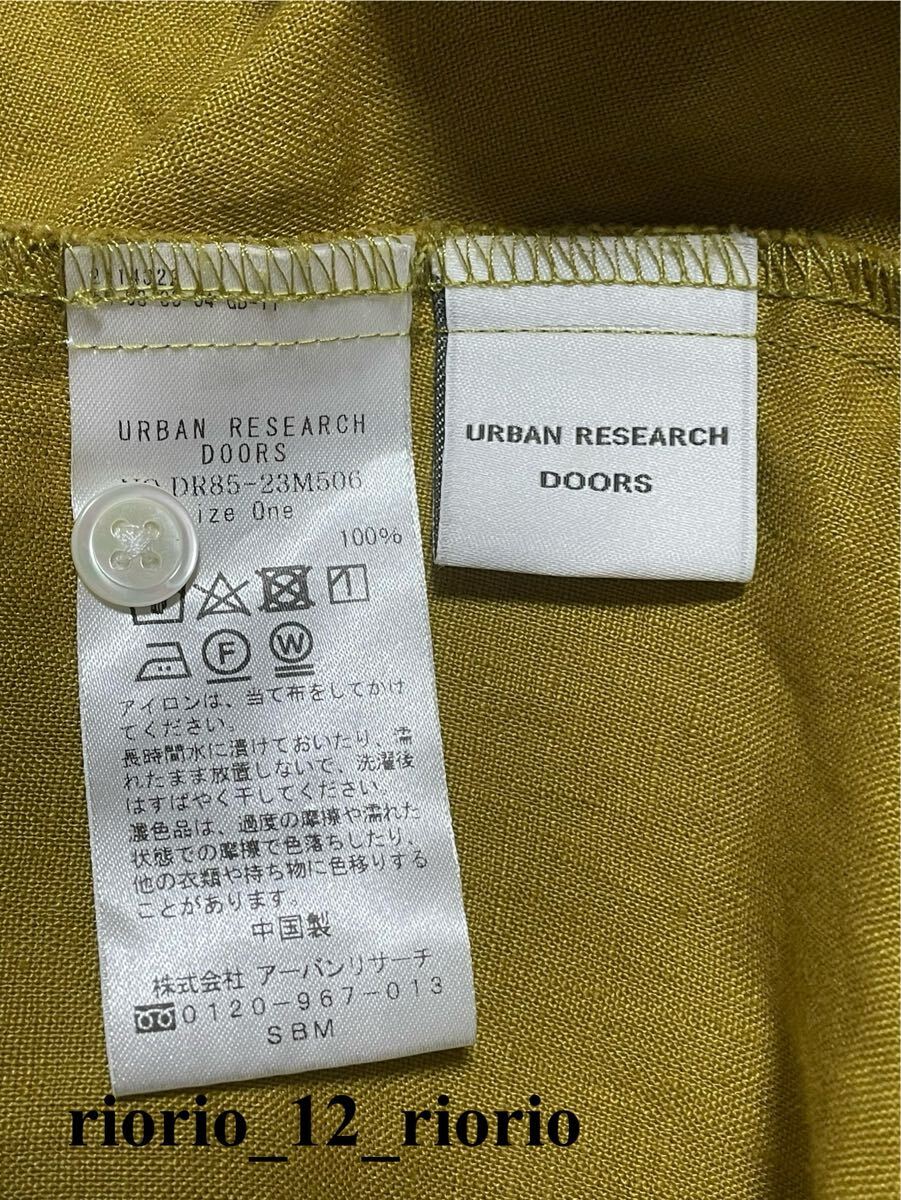 URBAN RESEARCH
DOORS
NO.DR85-23M506
ize One
100%
F
W
アイロンは、当て布をしてかけ
てください。
長時間水に漬けておいたり、濡
れたまま放置しないで、洗濯後
はすばやく干してください。
濃色品は、過度の摩擦や濡れた
状態での摩擦で色落ちしたり、
他の衣類や持ち物に色移りする
ことがあります。
中国製
株式会社 アーバンリサーチ
0120-967-013
SBM
URBAN RESEARCH
DOORS
riorio_12_riorio